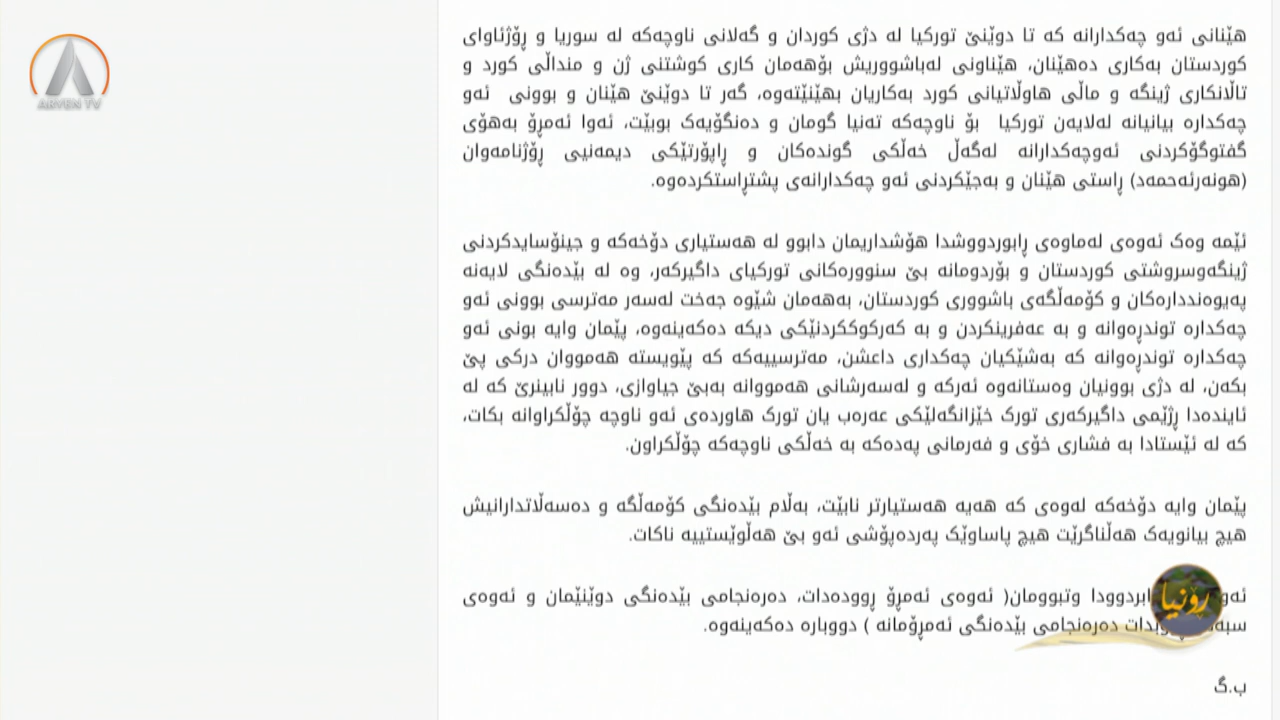 ARVEN TV
هێنانی ئەو چەکدارانە کە تا دوێنێ تورکیا لە دژی کوردان و گەلانی ناوچەکە لە سوریا و ڕۆژئاوای
کوردستان بەکاری دەهێنان، هێناونی لەباشووریش بۆهەمان کاری کوشتنی ژن و منداڵی کورد و
تاڵانکاری ژینگە و ماڵی هاوڵاتیانی کورد بەکاریان بهێنێتەوە، گەر تا دوێنێ هێنان و بوونی ئەو
چەکدارە بیانیانە لەلایەن تورکیا بۆ ناوچەکە تەنیا گومان و دەنگۆیەک بوبێت، ئەوا ئەمڕۆ بەهۆی
گفتوگۆکردنی ئەوچەکدارانە لەگەڵ خەڵکی گوندەکان و ڕاپۆرتێکی دیمەنیی ڕۆژنامەوان
(هونەرئەحمەد) ڕاستی هێنان و بەجێکردنی ئەو چەکدارانەی پشتڕاستکردەوە.
ئێمە وەک ئەوەی لەماوەی ڕابوردووشدا هۆشداریمان دابوو لە هەستیاری دۆخەکە و جینۆسایدکردنی
ژینگەوسروشتی کوردستان و بۆردومانە بێ سنوورەکانی تورکیای داگیرکەر، وە لە بێدەنگی لایەنە
پەیوەنددارەکان و کۆمەڵگەی باشووری کوردستان، بەهەمان شێوە جەخت لەسەر مەترسی بوونی ئەو
چەکدارە توندڕەوانە و بە عەفرینکردن و بە کەرکوککردنێکی دیکە دەکەینەوە، پێمان وایە بونی ئەو
چەکدارە توندڕەوانە کە بەشێکیان چەکداری داعشن، مەترسییەکە کە پێویستە هەمووان درکی پێ
بکەن، لە دژی بوونیان وەستانەوە ئەرکە و لەسەرشانی هەمووانە بەبێ جیاوازی، دوور نابینرێ کە لە
ئایندەدا ڕژێمی داگیرکەری تورک خێزانگەلێکی عەرەب یان تورک هاوردەی ئەو ناوچە چۆڵکراوانە بکات،
کە لە ئێستادا بە فشاری خۆی و فەرمانی پەدەکە بە خەڵکی ناوچەکە چۆڵکراون.
پێمان وایە دۆخەکە لەوەی کە هەیە هەستیارتر نابێت، بەڵام بێدەنگی کۆمەڵگە و دەسەڵاتدارانیش
هیچ بیانویەک هەڵناگرێت هیچ پاساوێک پەردەپۆشی ئەو بێ هەڵوێستییە ناکات.
وتبوومان( ئەوەی ئەمڕۆ ڕوودەدات، دەرەنجامی بێدەنگی دوێنێمان و ئەوەی
دەرەنجامی بێدەنگی ئەمڕۆمانە ) دووبارە دەکەینەوە.
ڕۆنیا
ب.گ